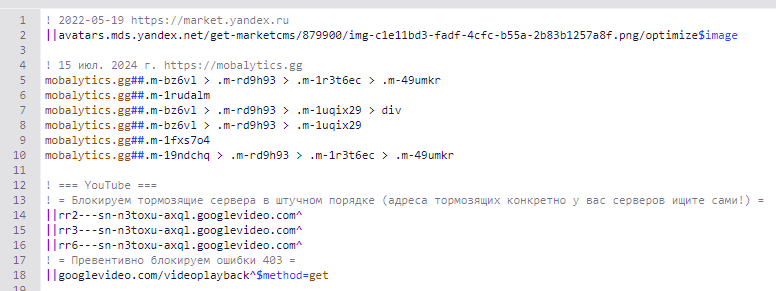 1 ! 2022-05-19 https://market.yandex.ru
2 ||avatars.mds.yandex.net/get-marketcms/879900/img-c1e11bd3-fadf-4cfc-b55a-2b83b1257a8f.png/optimize$image
3
4 ! 15 июл. 2024 г. https://mobalytics.gg
5 mobalytics.gg##.m-bz6vl > .m-rd9h93 > .m-1r3t6ec > .m-49umkr
6 mobalytics.gg##.m-1rudalm
7 mobalytics.gg##.m-bz6vl > .m-rd9h93 > .m-1uqix29 > div
8 mobalytics.gg##.m-bz6vl > .m-rd9h93 > .m-1uqix29
9 mobalytics.gg##.m-1fxs7o4
10 mobalytics.gg##.m-19ndchq > .m-rd9h93 > .m-1r3t6ec > .m-49umkr
11
12 ! === YouTube ===
13 ! = Блокируем тормозящие сервера в штучном порядке (адреса тормозящих конкретно у вас серверов ищите сами!) =
14 ||rr2---sn-n3toxu-axql.googlevideo.com^
15 ||rr3---sn-n3toxu-axql.googlevideo.com^
16 ||rr6---sn-n3toxu-axql.googlevideo.com^
17 ! = Превентивно блокируем ошибки 403 =
18 ||googlevideo.com/videoplayback^$method=get
19